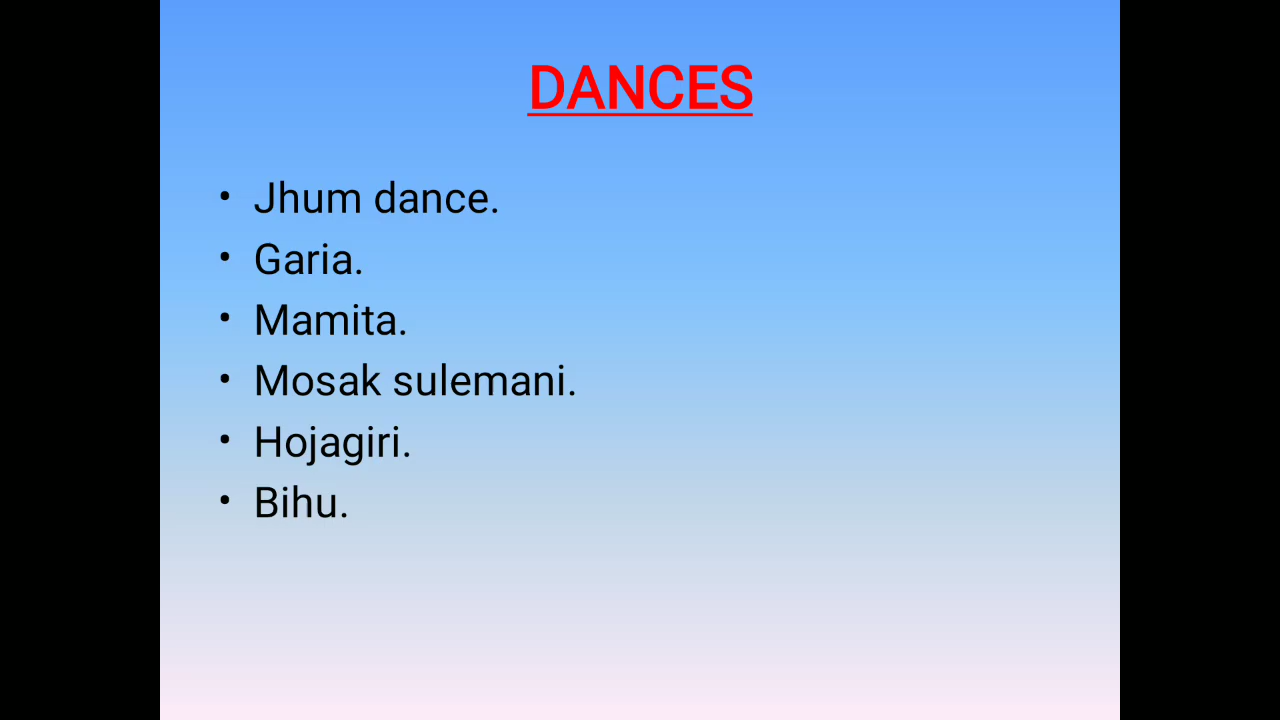 DANCES
• Jhum dance.
• Garia.
• Mamita.
• Mosak sulemani.
• Hojagiri.
• Bihu.